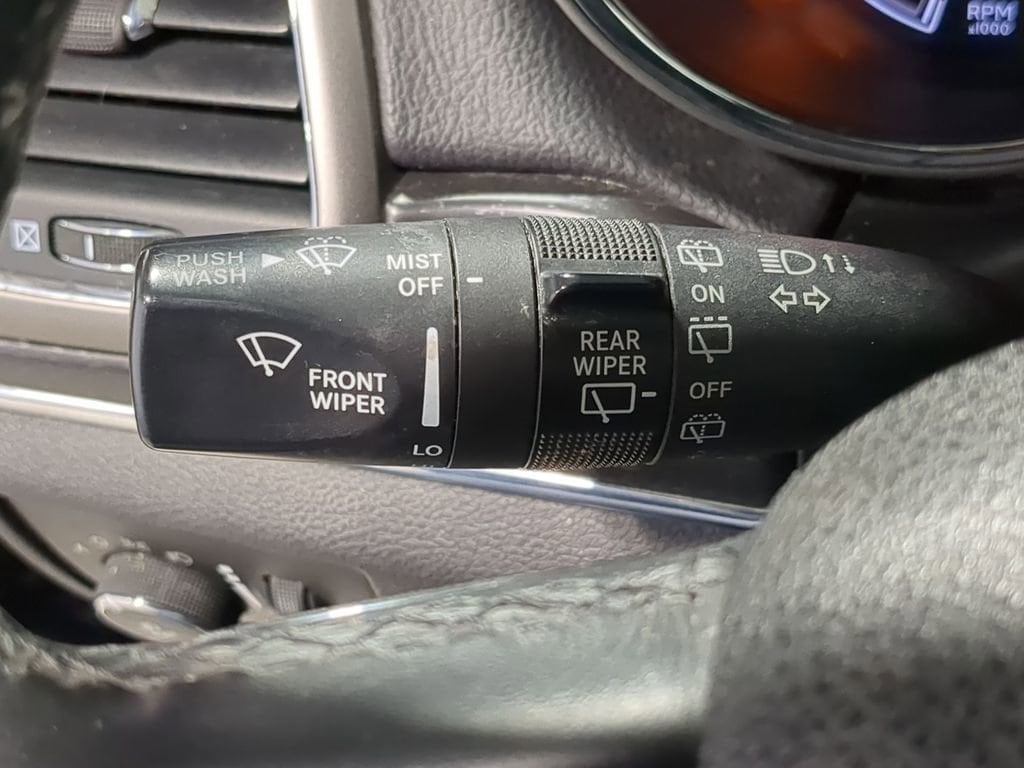 RPM
x1000
PUSH
WASH
MIST
OFF
FRONT
WIPER
LO
REAR
WIPER
ON
OFF